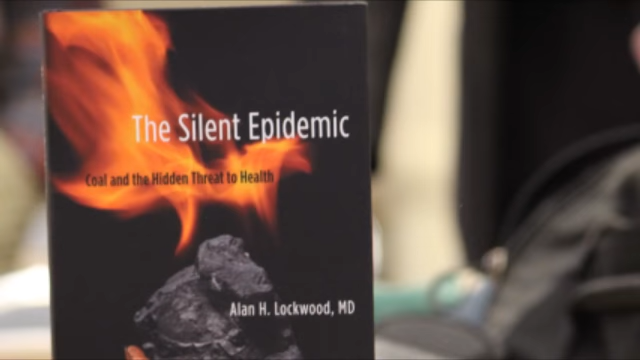 The Silent Epidemic
Coal and the Hidden Threat to Health
Alan H. Lockwood, MD